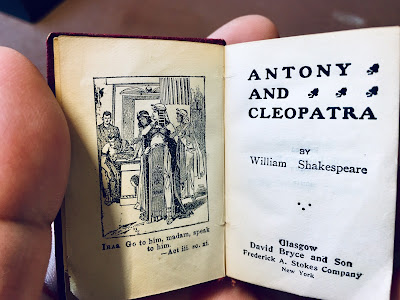 Iras Go to him, madam, speak
to him.
—Act iii. sc. xi.
ANTONY
AND
CLEOPATRA
BY
William Shakespeare
Glasgow
David Bryce and Son
Frederick A. Stokes Company
New York